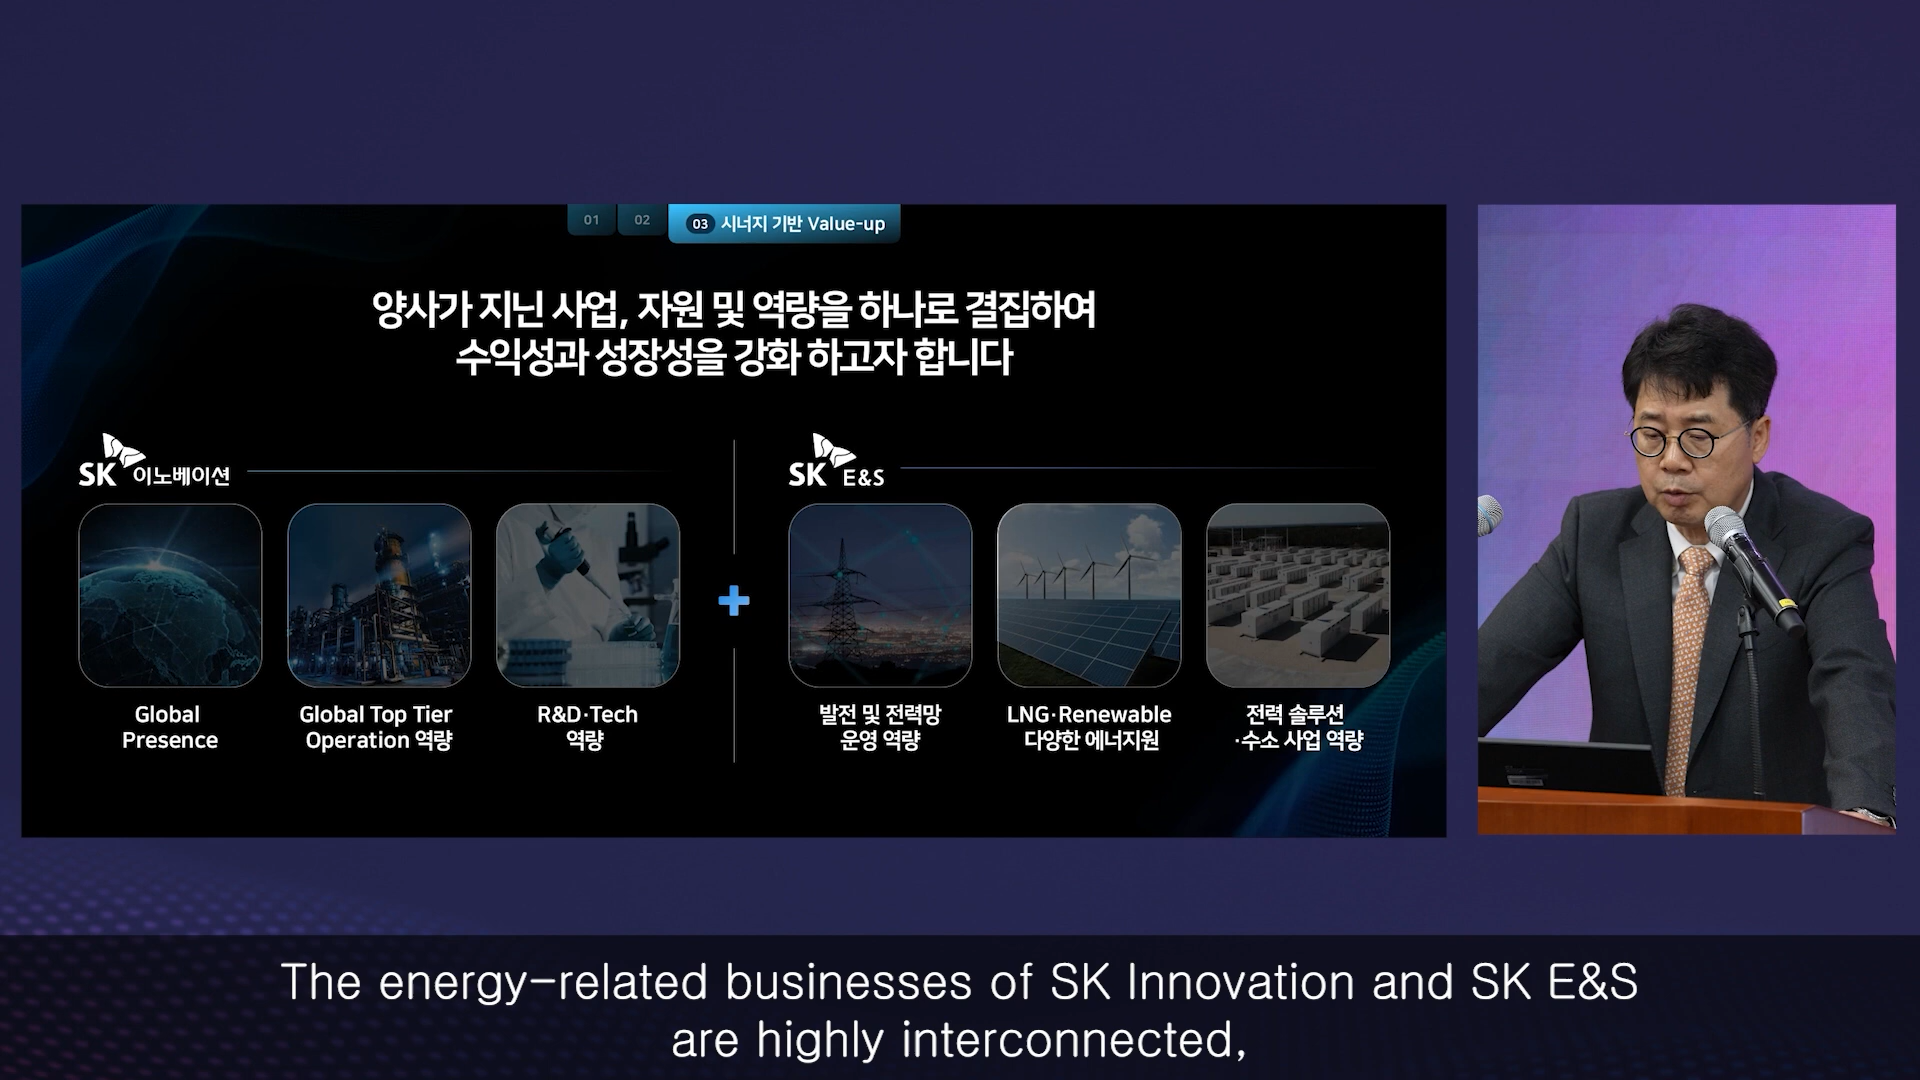 01
02
03 시너지 기반 Value-up
양사가 지닌 사업, 자원 및 역량을 하나로 결집하여
수익성과 성장성을 강화 하고자 합니다
SK 이노베이션
SK E&S
Global
Presence
Global Top Tier
Operation 역량
R&D·Tech
역량
발전 및 전력망
운영 역량
LNG·Renewable
다양한 에너지원
전력 솔루션
·수소 사업 역량
The energy-related businesses of SK Innovation and SK E&S
are highly interconnected,